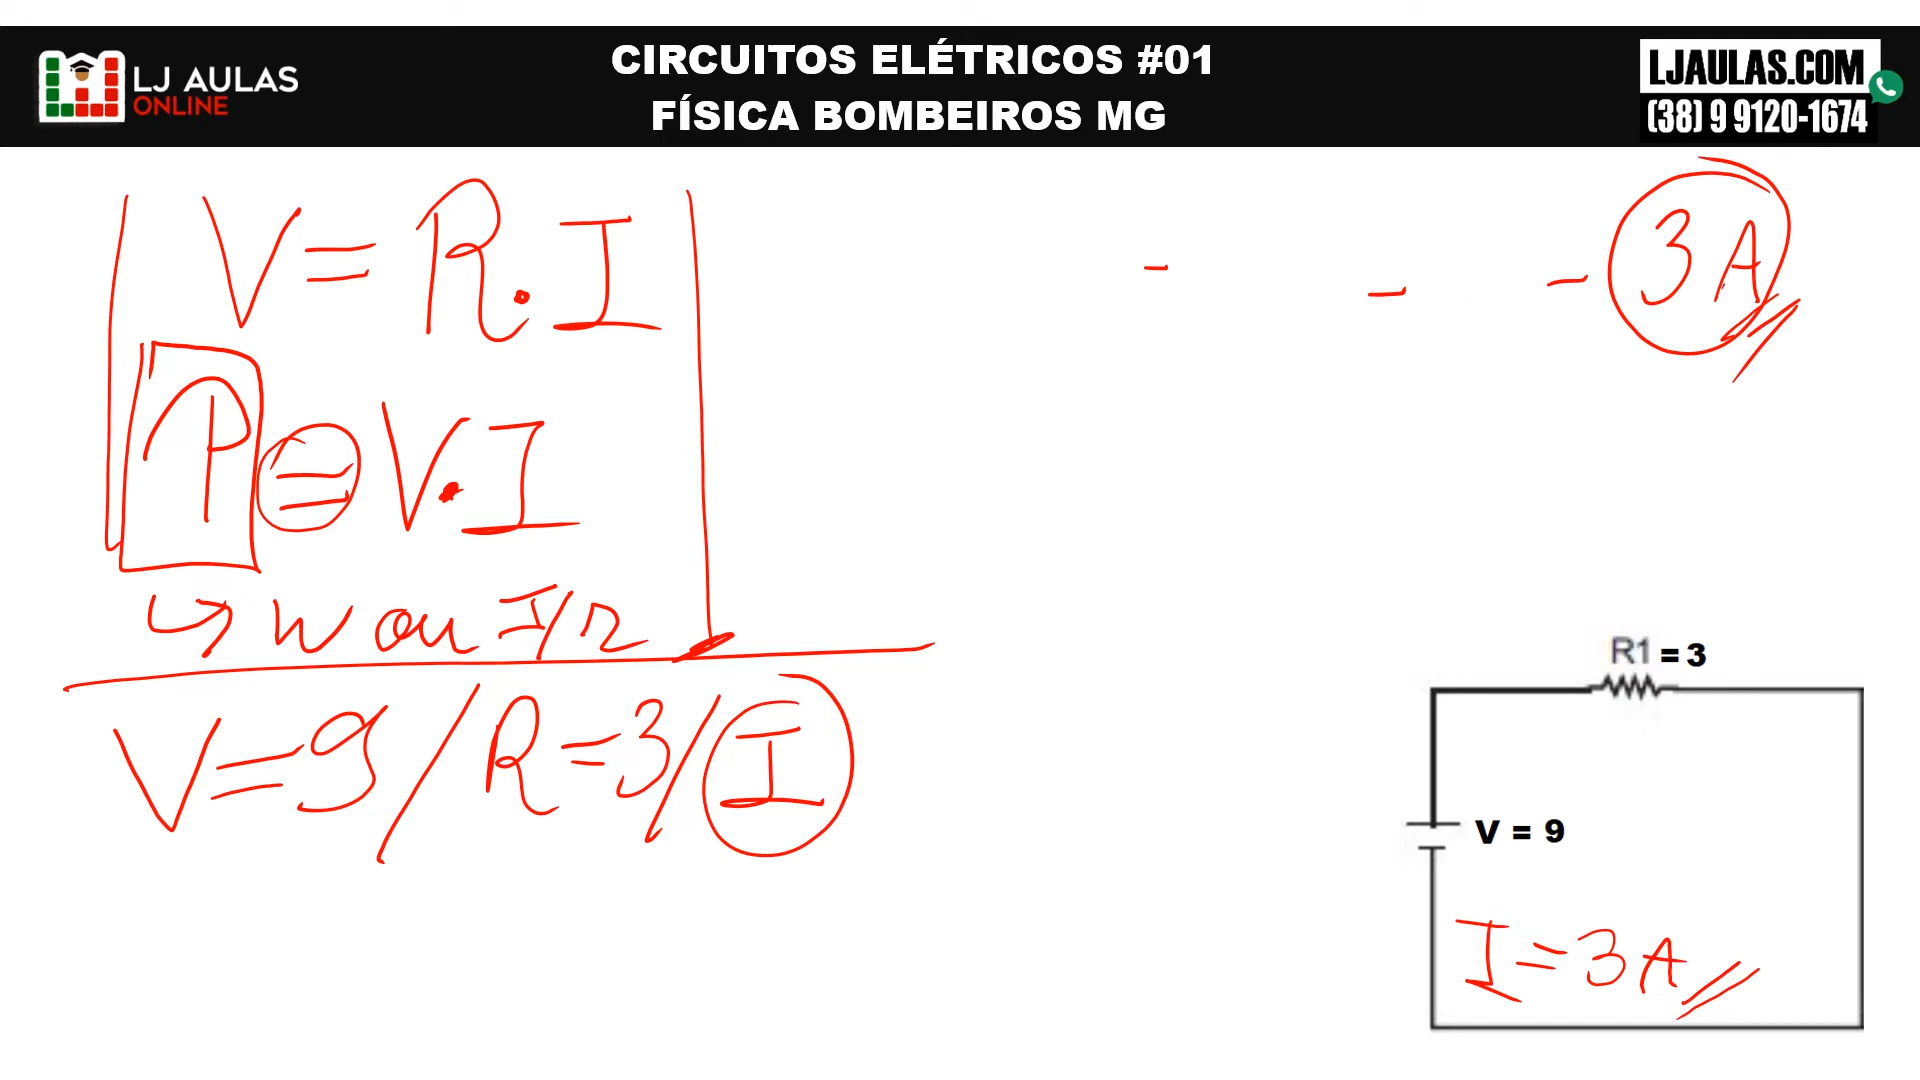 LJ AULAS
ONLINE
CIRCUITOS ELÉTRICOS #01
FÍSICA BOMBEIROS MG
LJAULAS.COM
(38) 9 9120-1674
V = R . I
- - - 3A
P = V . I
↳ W ou J/s
V = 9 / R = 3 / I
R1 = 3
V = 9
I = 3A